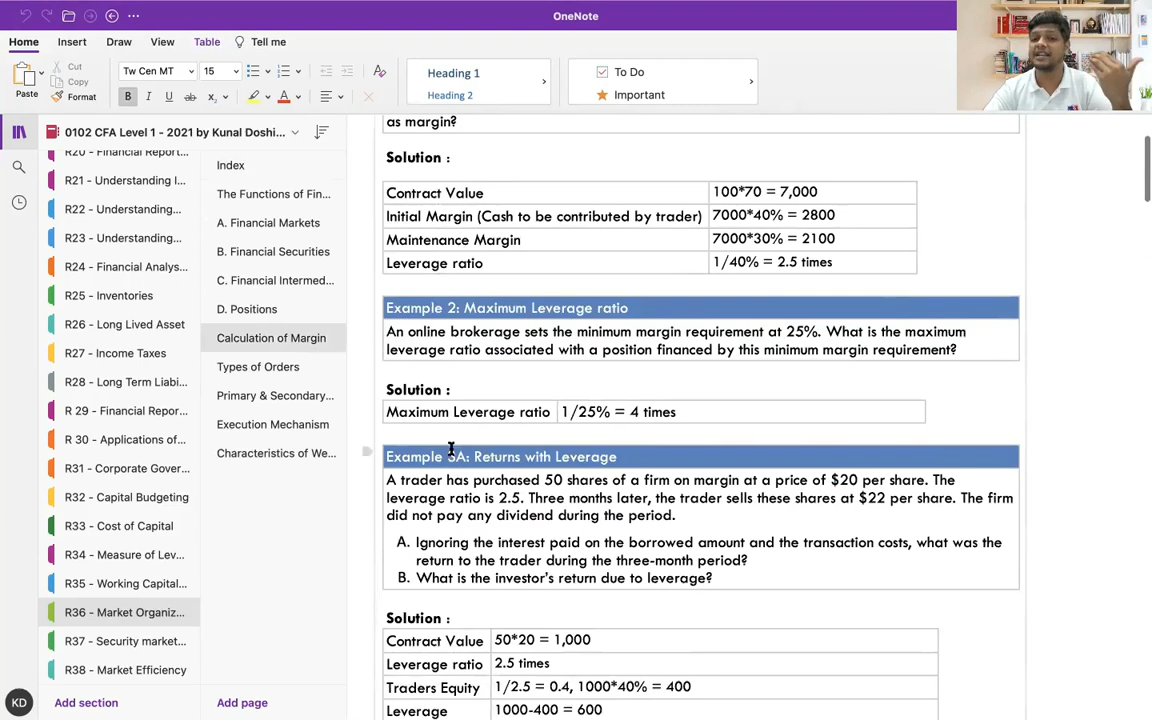 OneNote
Home Insert Draw View Table Tell me
Paste
Cut
Copy
Format
Tw Cen MT 15
B I U ab x₂ A
Heading 1
Heading 2
To Do
Important
0102 CFA Level 1 - 2021 by Kunal Doshi...
R20 - Financial Report...
R21 - Understanding I...
R22 - Understanding...
R23 - Understanding...
R24 - Financial Analys...
R25 - Inventories
R26 - Long Lived Asset
R27 - Income Taxes
R28 - Long Term Liabi...
R 29 - Financial Repor...
R 30 - Applications of...
R31 - Corporate Gover...
R32 - Capital Budgeting
R33 - Cost of Capital
R34 - Measure of Lev...
R35 - Working Capital...
R36 - Market Organiz...
R37 - Security market...
R38 - Market Efficiency
KD
Add section
Index
The Functions of Fin...
A. Financial Markets
B. Financial Securities
C. Financial Intermed...
D. Positions
Calculation of Margin
Types of Orders
Primary & Secondary...
Execution Mechanism
Characteristics of We...
Add page
as margin?
Solution :
Contract Value 100*70 = 7,000
Initial Margin (Cash to be contributed by trader) 7000*40% = 2800
Maintenance Margin 7000*30% = 2100
Leverage ratio 1/40% = 2.5 times
Example 2: Maximum Leverage ratio
An online brokerage sets the minimum margin requirement at 25%. What is the maximum
leverage ratio associated with a position financed by this minimum margin requirement?
Solution :
Maximum Leverage ratio 1/25% = 4 times
Example 3A: Returns with Leverage
A trader has purchased 50 shares of a firm on margin at a price of $20 per share. The
leverage ratio is 2.5. Three months later, the trader sells these shares at $22 per share. The firm
did not pay any dividend during the period.
A. Ignoring the interest paid on the borrowed amount and the transaction costs, what was the
return to the trader during the three-month period?
B. What is the investor's return due to leverage?
Solution :
Contract Value 50*20 = 1,000
Leverage ratio 2.5 times
Traders Equity 1/2.5 = 0.4, 1000*40% = 400
Leverage 1000-400 = 600